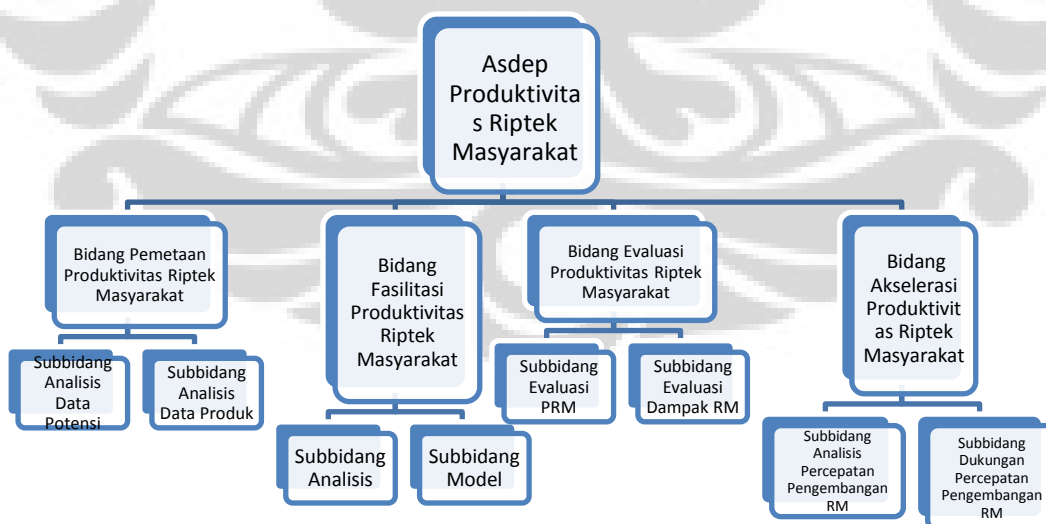 Asdep
Produktivita
s Riptek
Masyarakat
Bidang Pemetaan
Produktivitas Riptek
Masyarakat
Bidang
Fasilitasi
Produktivitas
Riptek
Masyarakat
Bidang Evaluasi
Produktivitas Riptek
Masyarakat
Bidang
Akselerasi
Produktivit
as Riptek
Masyarakat
Subbidang
Analisis
Data
Potensi
Subbidang
Analisis
Data Produk
Subbidang
Analisis
Subbidang
Model
Subbidang
Evaluasi
PRM
Subbidang
Evaluasi
Dampak RM
Subbidang
Analisis
Percepatan
Pengembangan
RM
Subbidang
Dukungan
Percepatan
Pengembangan
RM